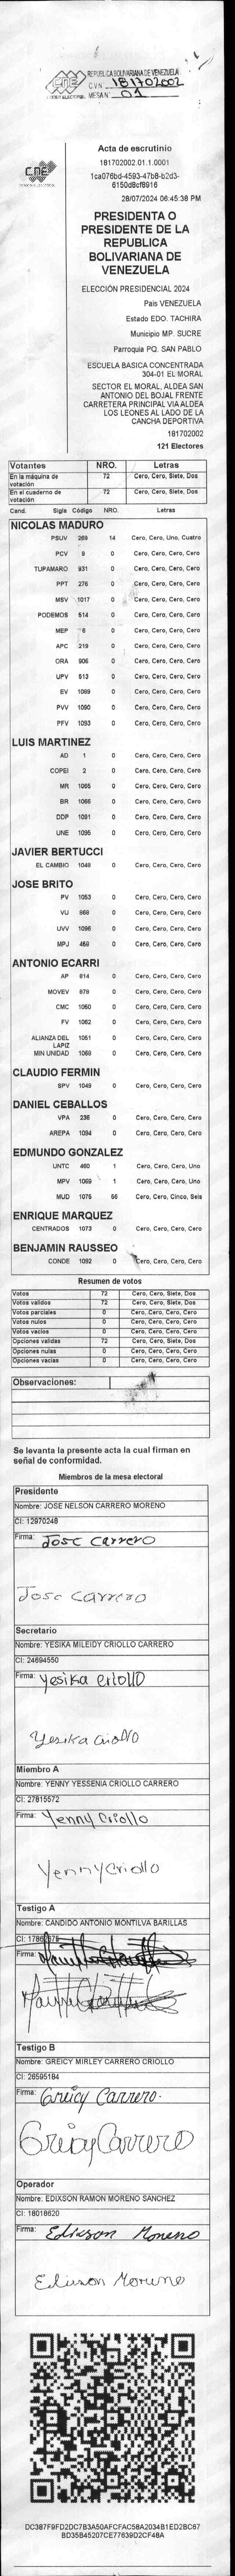 REPUBLICA BOLIVARIANA DE VENEZUELA
CNE
PODER ELECTORAL
C.V.N 181702002
MESA N° 01
CNE
Acta de escrutinio
181702002.01.1.0001
1ca076bd-4593-47b8-b2d3-
6150d8cf8916
28/07/2024 06:45:38 PM
PRESIDENTA O
PRESIDENTE DE LA
REPUBLICA
BOLIVARIANA DE
VENEZUELA
ELECCIÓN PRESIDENCIAL 2024
Pais VENEZUELA
Estado EDO. TACHIRA
Municipio MP. SUCRE
Parroquia PQ. SAN PABLO
ESCUELA BASICA CONCENTRADA
304-01 EL MORAL
SECTOR EL MORAL, ALDEA SAN
ANTONIO DEL BOJAL FRENTE
CARRETERA PRINCIPAL VIA ALDEA
LOS LEONES AL LADO DE LA
CANCHA DEPORTIVA
181702002
121 Electores
Votantes NRO. Letras
En la máquina de votación 72 Cero, Cero, Siete, Dos
En el cuaderno de votación 72 Cero, Cero, Siete, Dos
Cand. Sigla Código NRO. Letras
NICOLAS MADURO
PSUV 269 14 Cero, Cero, Uno, Cuatro
PCV 9 0 Cero, Cero, Cero, Cero
TUPAMARO 931 0 Cero, Cero, Cero, Cero
PPT 276 0 Cero, Cero, Cero, Cero
MSV 1017 0 Cero, Cero, Cero, Cero
PODEMOS 514 0 Cero, Cero, Cero, Cero
MEP 6 0 Cero, Cero, Cero, Cero
APC 219 0 Cero, Cero, Cero, Cero
ORA 906 0 Cero, Cero, Cero, Cero
UPV 513 0 Cero, Cero, Cero, Cero
EV 1089 0 Cero, Cero, Cero, Cero
PVV 1090 0 Cero, Cero, Cero, Cero
PFV 1093 0 Cero, Cero, Cero, Cero
LUIS MARTINEZ
AD 1 0 Cero, Cero, Cero, Cero
COPEI 2 0 Cero, Cero, Cero, Cero
MR 1065 0 Cero, Cero, Cero, Cero
BR 1066 0 Cero, Cero, Cero, Cero
DDP 1091 0 Cero, Cero, Cero, Cero
UNE 1095 0 Cero, Cero, Cero, Cero
JAVIER BERTUCCI
EL CAMBIO 1048 0 Cero, Cero, Cero, Cero
JOSE BRITO
PV 1053 0 Cero, Cero, Cero, Cero
VU 868 0 Cero, Cero, Cero, Cero
UVV 1096 0 Cero, Cero, Cero, Cero
MPJ 468 0 Cero, Cero, Cero, Cero
ANTONIO ECARRI
AP 814 0 Cero, Cero, Cero, Cero
MOVEV 878 0 Cero, Cero, Cero, Cero
CMC 1060 0 Cero, Cero, Cero, Cero
FV 1062 0 Cero, Cero, Cero, Cero
ALIANZA DEL LAPIZ 1051 0 Cero, Cero, Cero, Cero
MIN UNIDAD 1068 0 Cero, Cero, Cero, Cero
CLAUDIO FERMIN
SPV 1049 0 Cero, Cero, Cero, Cero
DANIEL CEBALLOS
VPA 236 0 Cero, Cero, Cero, Cero
AREPA 1094 0 Cero, Cero, Cero, Cero
EDMUNDO GONZALEZ
UNTC 460 1 Cero, Cero, Cero, Uno
MPV 1069 1 Cero, Cero, Cero, Uno
MUD 1075 56 Cero, Cero, Cinco, Seis
ENRIQUE MARQUEZ
CENTRADOS 1073 0 Cero, Cero, Cero, Cero
BENJAMIN RAUSSEO
CONDE 1092 0 Cero, Cero, Cero, Cero
Resumen de votos
Votos 72 Cero, Cero, Siete, Dos
Votos validos 72 Cero, Cero, Siete, Dos
Votos parciales 0 Cero, Cero, Cero, Cero
Votos nulos 0 Cero, Cero, Cero, Cero
Votos vacios 0 Cero, Cero, Cero, Cero
Opciones validas 72 Cero, Cero, Siete, Dos
Opciones nulas 0 Cero, Cero, Cero, Cero
Opciones vacias 0 Cero, Cero, Cero, Cero
Observaciones:
Se levanta la presente acta la cual firman en
señal de conformidad.
Miembros de la mesa electoral
Presidente
Nombre: JOSE NELSON CARRERO MORENO
CI: 12970248
Firma: Jose Carrero
Jose Carrero
Secretario
Nombre: YESIKA MILEIDY CRIOLLO CARRERO
CI: 24694550
Firma: Yesika criollo
Yesika Criollo
Miembro A
Nombre: YENNY YESSENIA CRIOLLO CARRERO
CI: 27815572
Firma: Yenny Criollo
Yenny Criollo
Testigo A
Nombre: CANDIDO ANTONIO MONTILVA BARILLAS
CI:
Firma:
Testigo B
Nombre: GREICY MIRLEY CARRERO CRIOLLO
CI: 26595184
Firma: Greicy Carrero.
Greicy Carrero
Operador
Nombre: EDIXSON RAMON MORENO SANCHEZ
CI: 18018620
Firma: Edixson Moreno
Edixson Moreno
DC387F9FD2DC7B3A50AFCFAC58A2034B1ED2BC67
BD35B45207CE77639D2CF48A